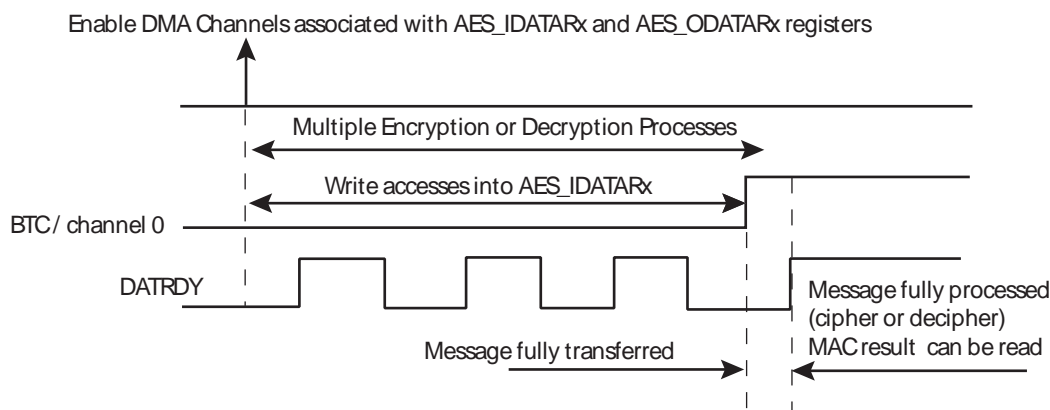 Enable DMA Channels associated with AES_IDATARx and AES_ODATARx registers
Multiple Encryption or Decryption Processes
Write accesses into AES_IDATARx
BTC / channel 0
DATRDY
Message fully processed
(cipher or decipher)
MAC result can be read
Message fully transferred